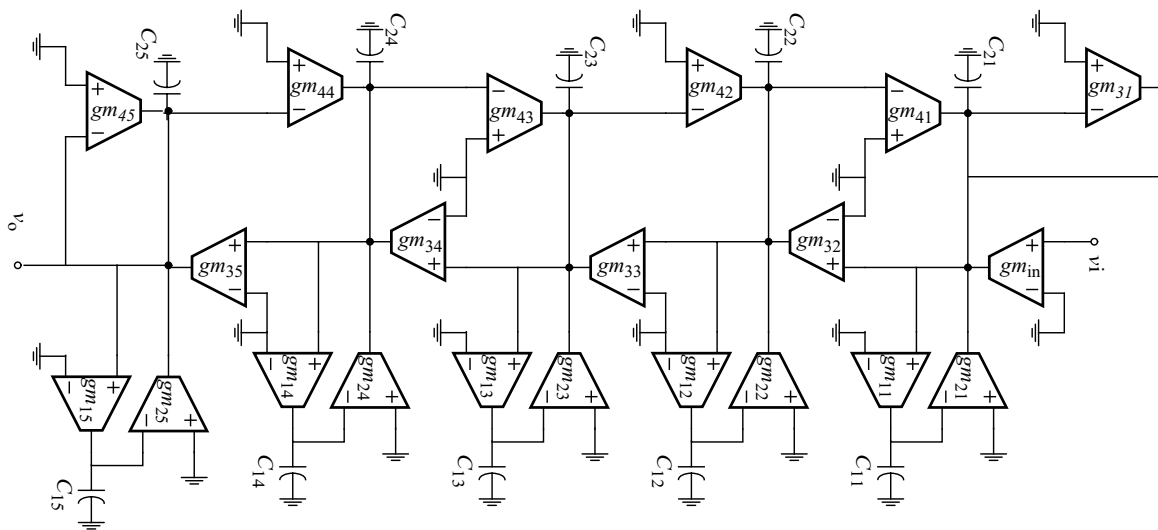 C25
C24
C23
C22
C21
+
gm45
−
+
gm44
−
−
gm43
+
+
gm42
−
−
gm41
+
+
gm31
−
vo
+
gm35
−
−
gm34
+
+
gm33
−
−
gm32
+
+
gmin
−
vi
−
gm15
+
−
gm25
+
−
gm14
+
−
gm24
+
−
gm13
+
−
gm23
+
−
gm12
+
−
gm22
+
−
gm11
+
−
gm21
+
C15
C14
C13
C12
C11